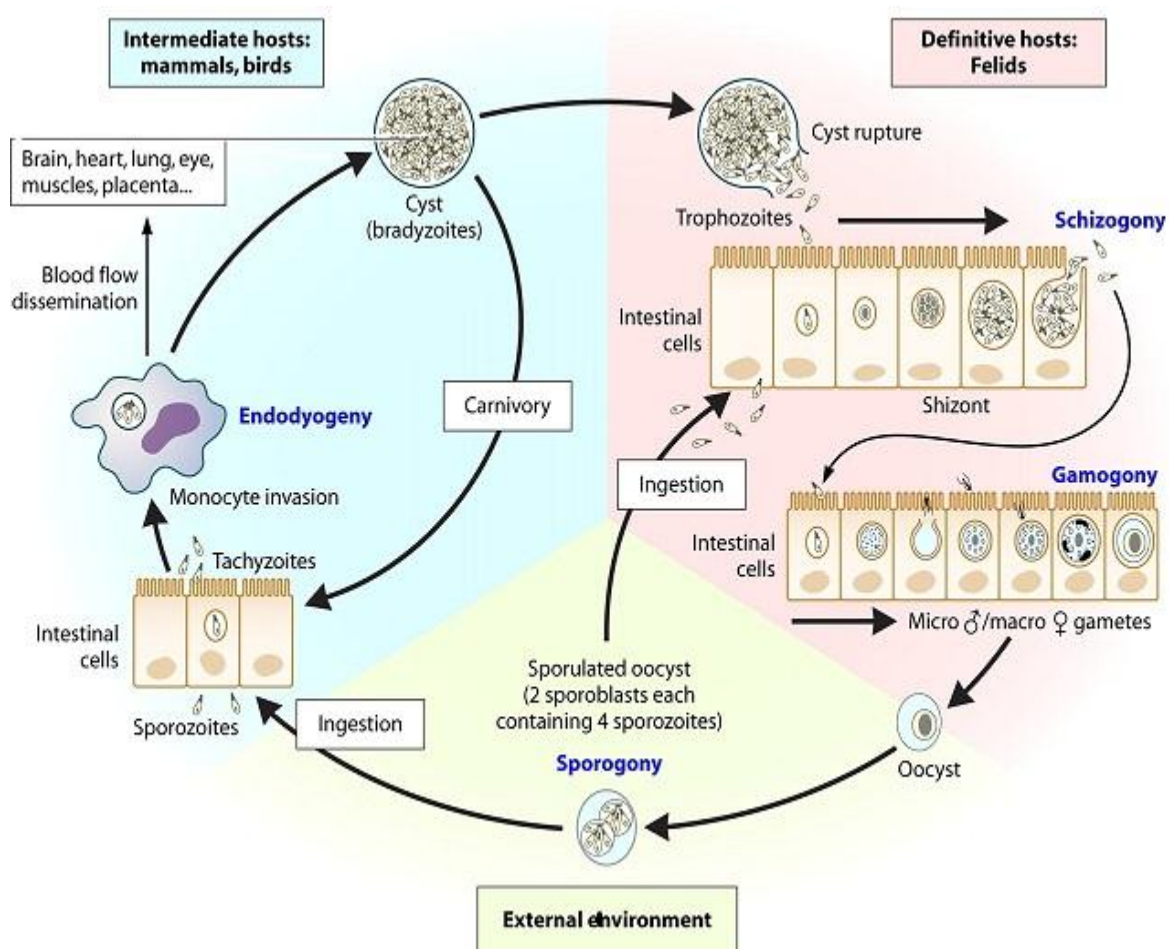 Intermediate hosts:
mammals, birds
Definitive hosts:
Felids
Brain, heart, lung, eye,
muscles, placenta...
Cyst
(bradyzoites)
Cyst rupture
Trophozoites
Schizogony
Blood flow
dissemination
Intestinal
cells
Carnivory
Shizont
Endodyogeny
Monocyte invasion
Ingestion
Gamogony
Tachyzoites
Intestinal
cells
Micro ♂/macro ♀ gametes
Intestinal
cells
Sporozoites
Ingestion
Sporulated oocyst
(2 sporoblasts each
containing 4 sporozoites)
Sporogony
Oocyst
External environment